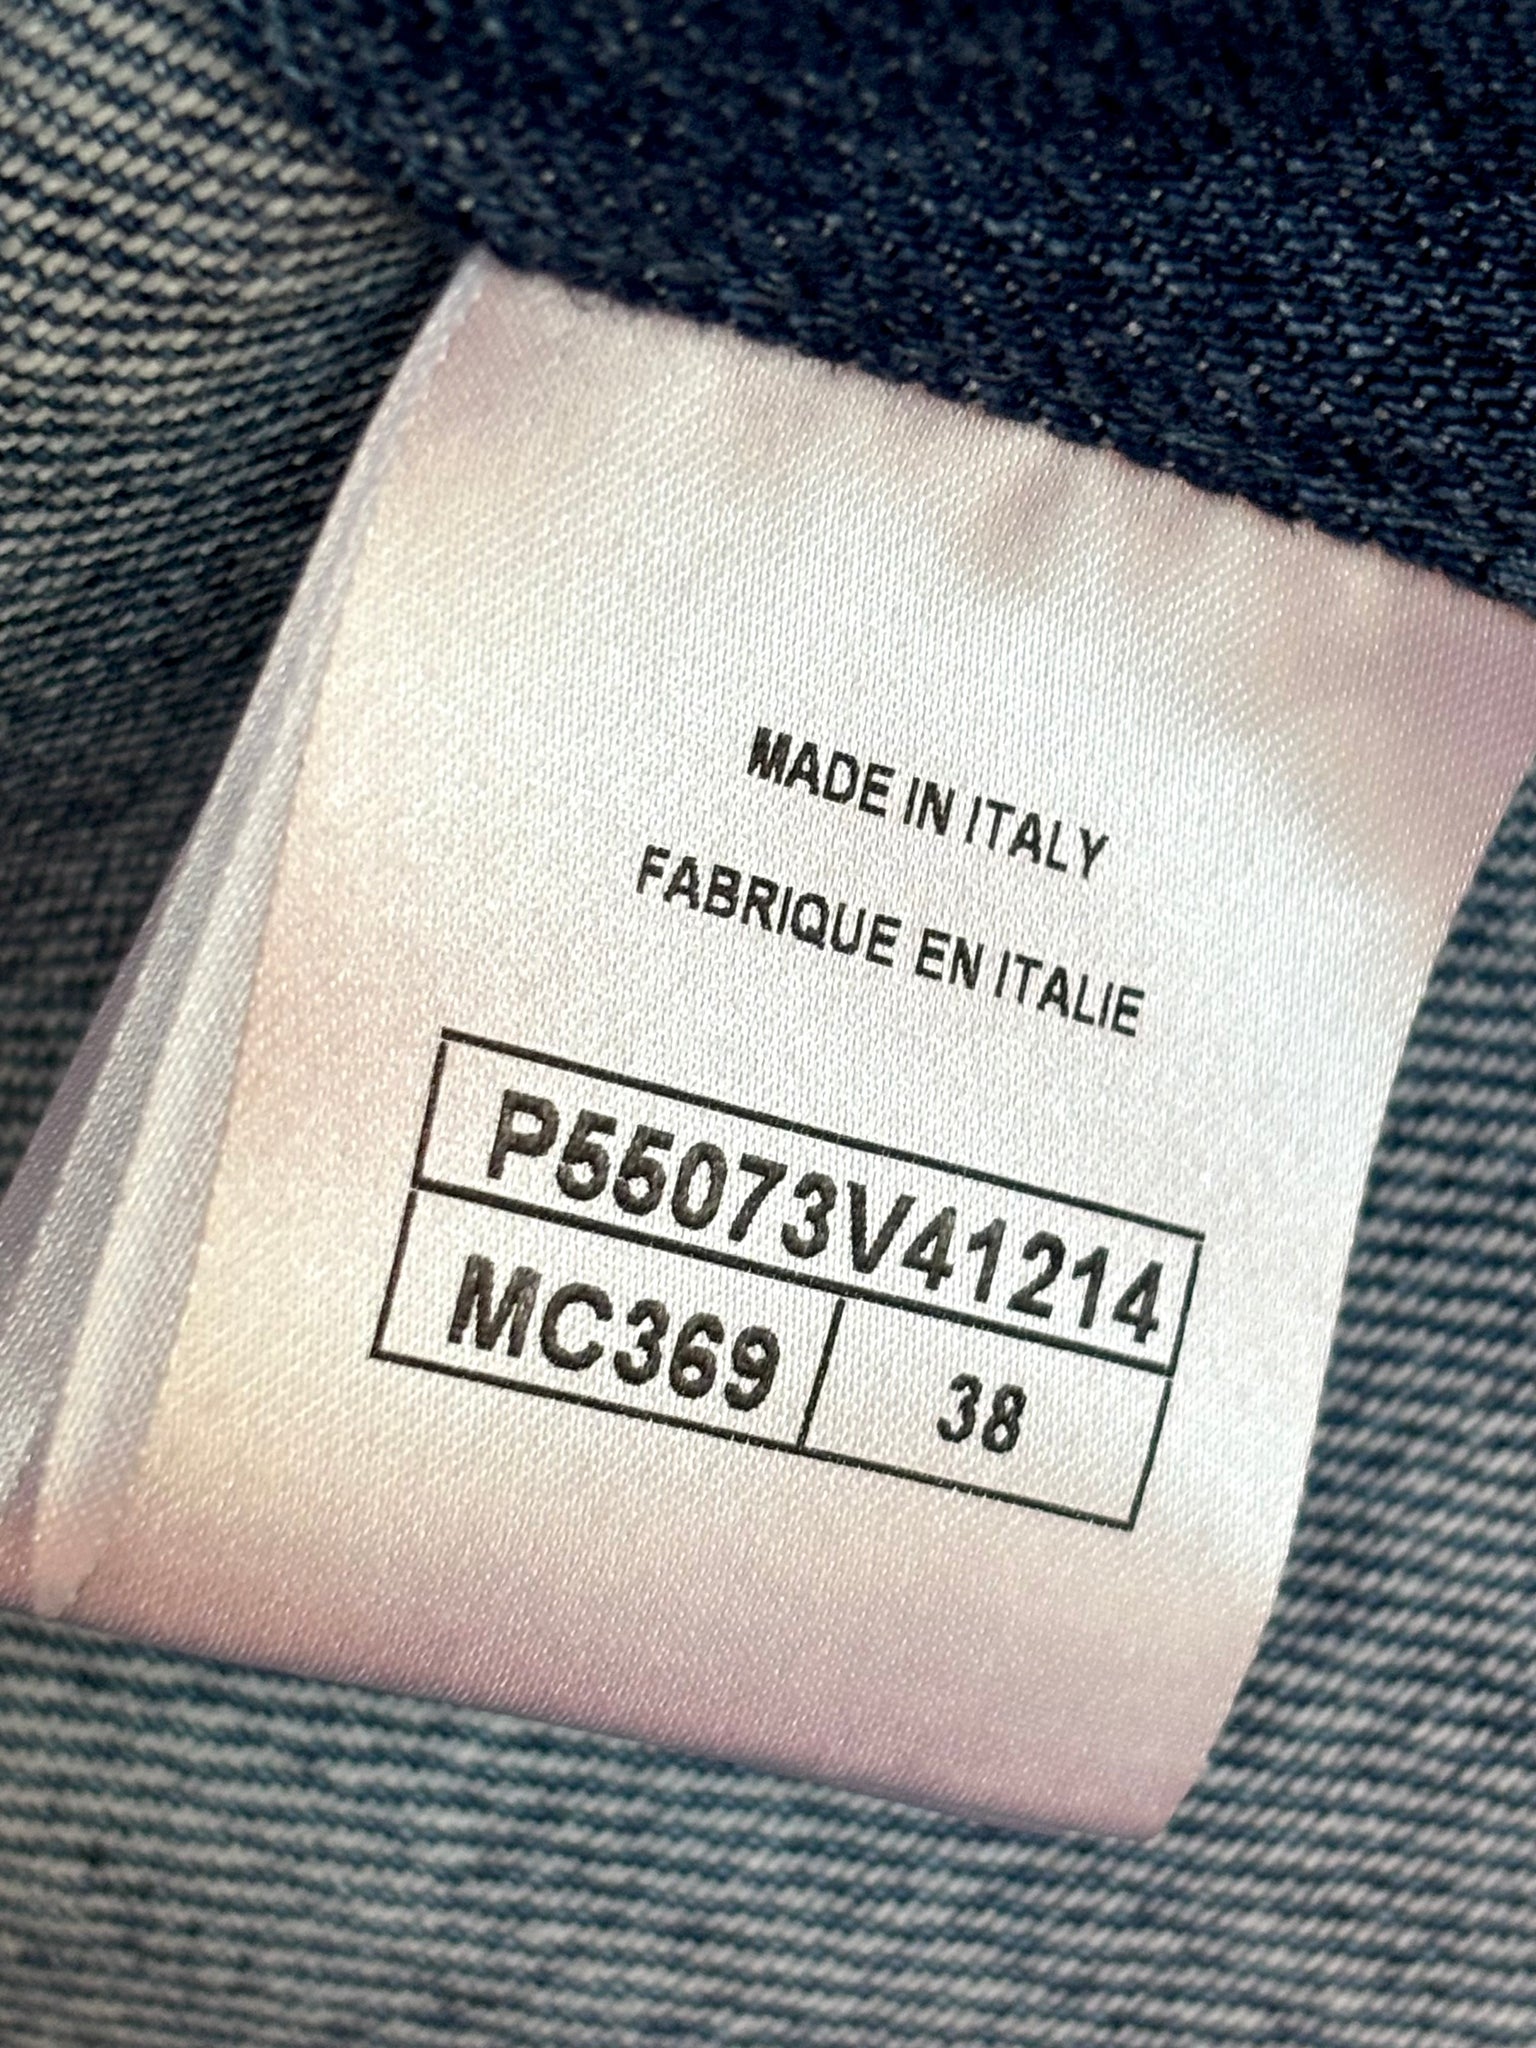 MADE IN ITALY
FABRIQUE EN ITALIE
P55073V41214
MC369 38